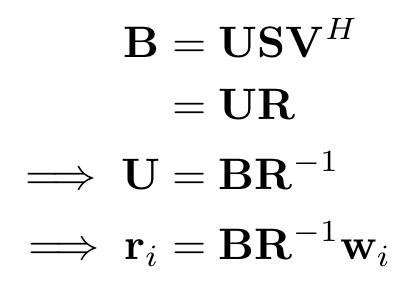 B = USV^H
= UR
⟹ U = BR^{-1}
⟹ r_i = BR^{-1}w_i